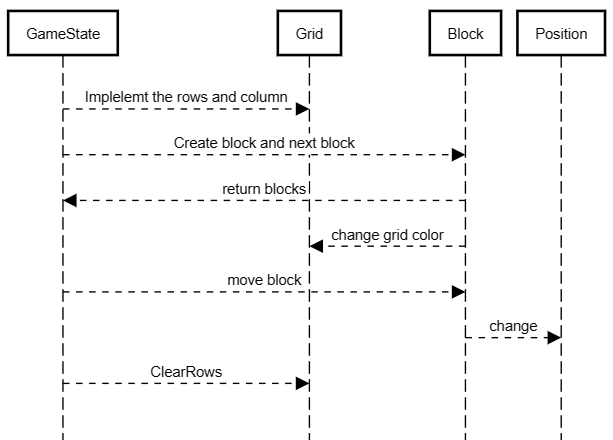 GameState
Grid
Block
Position
Implelemt the rows and column
Create block and next block
return blocks
change grid color
move block
change
ClearRows